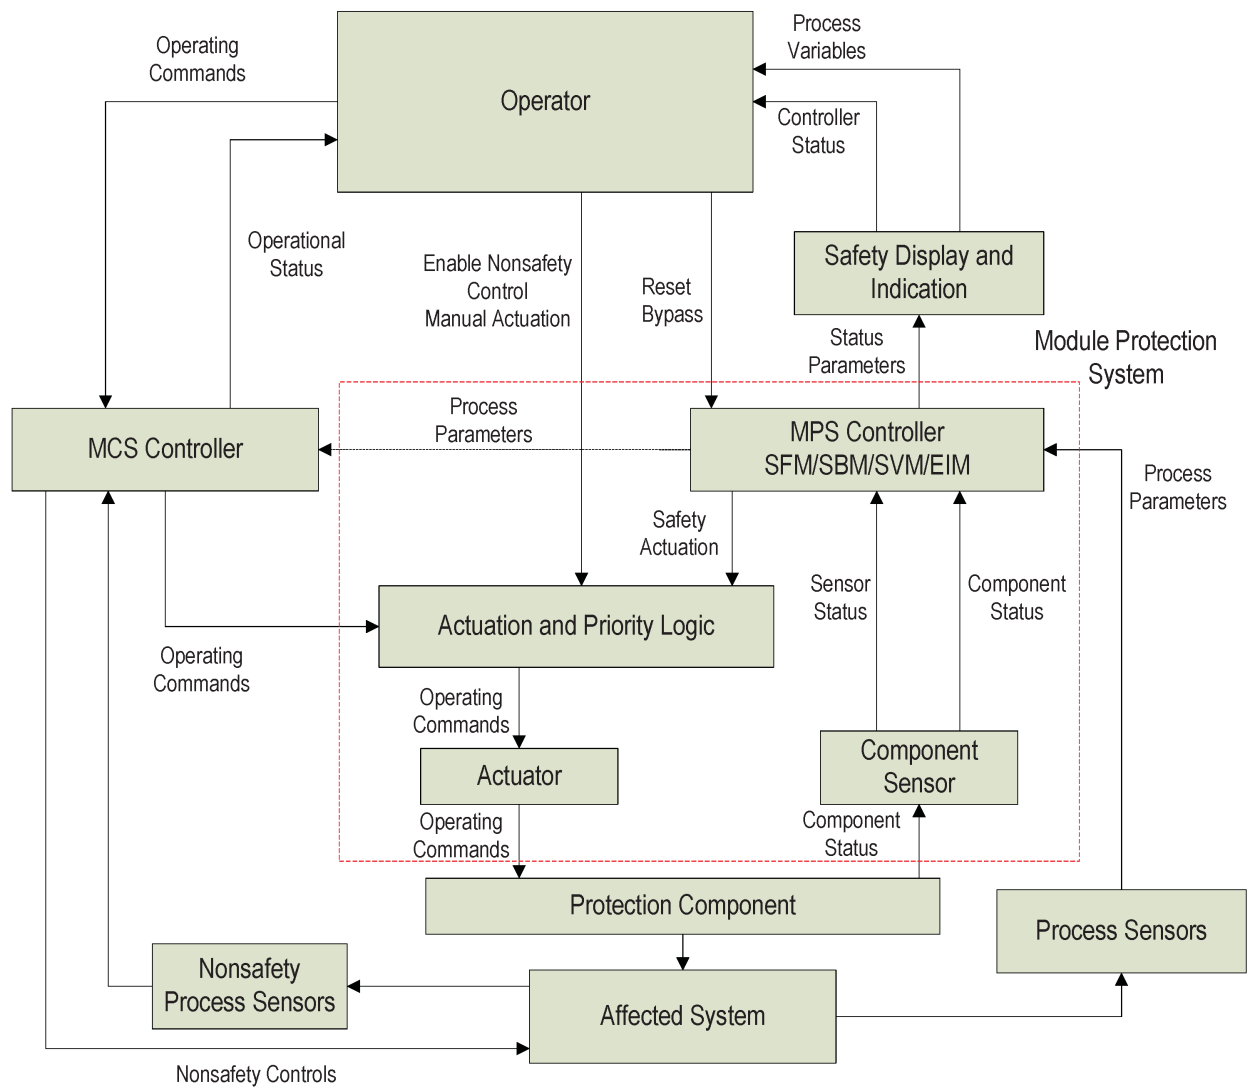 Operating
Commands
Operator
Process
Variables
Controller
Status
Operational
Status
Enable Nonsafety
Control
Manual Actuation
Reset
Bypass
Safety Display and
Indication
Status
Parameters
Module Protection
System
MCS Controller
Process
Parameters
MPS Controller
SFM/SBM/SVM/EIM
Process
Parameters
Safety
Actuation
Sensor
Status
Component
Status
Actuation and Priority Logic
Operating
Commands
Operating
Commands
Actuator
Component
Sensor
Operating
Commands
Component
Status
Protection Component
Process Sensors
Nonsafety
Process Sensors
Affected System
Nonsafety Controls